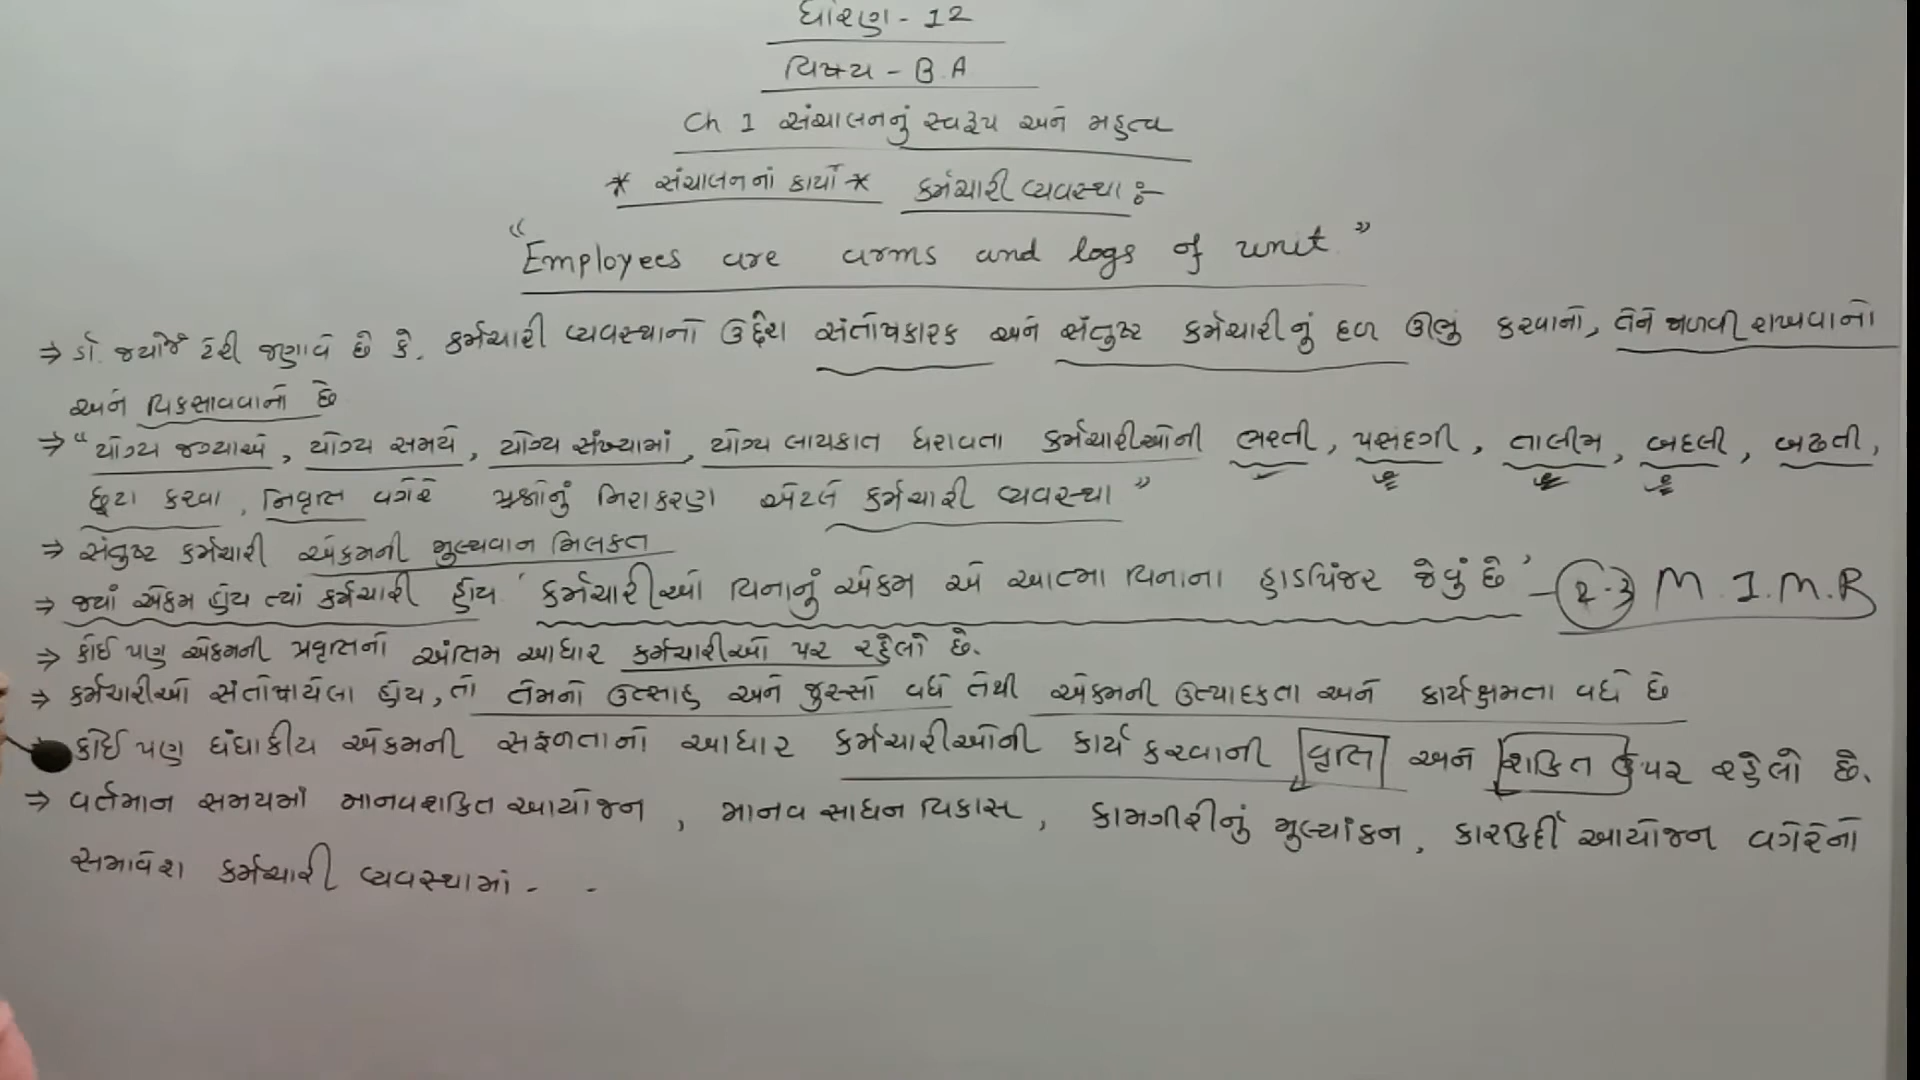 ધોરણ - 12
વિષય - B.A
Ch 1 સંચાલનનું સ્વરૂપ અને મહત્વ
* સંચાલનનાં કાર્યો * કર્મચારી વ્યવસ્થા :-
“Employees are arms and logs of unit”
⇒ ડૉ. જ્યોર્જ ટેરી જણાવે છે કે. કર્મચારી વ્યવસ્થાનો ઉદ્દેશ સંતોષકારક અને સંતુષ્ટ કર્મચારીનું દળ ઊભું કરવાનો, તેને જાળવી રાખવાનો
અને વિકસાવવાનો છે
⇒ “યોગ્ય જગ્યાએ, યોગ્ય સમયે, યોગ્ય સંખ્યામાં, યોગ્ય લાયકાત ધરાવતા કર્મચારીઓની ભરતી, પસંદગી, તાલીમ, બદલી, બઢતી,
છૂટા કરવા, નિવૃત્તિ વગેરે પ્રશ્નોનું નિરાકરણ એટલે કર્મચારી વ્યવસ્થા”
⇒ સંતુષ્ટ કર્મચારી એકમની મુલ્યવાન મિલકત
⇒ જ્યાં એકમ હોય ત્યાં કર્મચારી હોય ‘કર્મચારીઓ વિનાનું એકમ એ આત્મા વિનાના હાડપિંજર જેવું છે’ - 2.3 M.I.M.R
⇒ કોઈ પણ એકમની પ્રવૃત્તિનો અંતિમ આધાર કર્મચારીઓ પર રહેલો છે.
⇒ કર્મચારીઓ સંતોષાયેલા હોય, તો તેમનો ઉત્સાહ અને જુસ્સો વધે તેથી એકમની ઉત્પાદકતા અને કાર્યક્ષમતા વધે છે
કોઈ પણ ધંધાકીય એકમની સફળતાનો આધાર કર્મચારીઓની કાર્ય કરવાની વૃત્તિ અને શક્તિ ઉપર રહેલો છે.
⇒ વર્તમાન સમયમાં માનવશક્તિ આયોજન, માનવ સાધન વિકાસ, કામગીરીનું મુલ્યાંકન, કારકિર્દી આયોજન વગેરેનો
સમાવેશ કર્મચારી વ્યવસ્થામાં - -